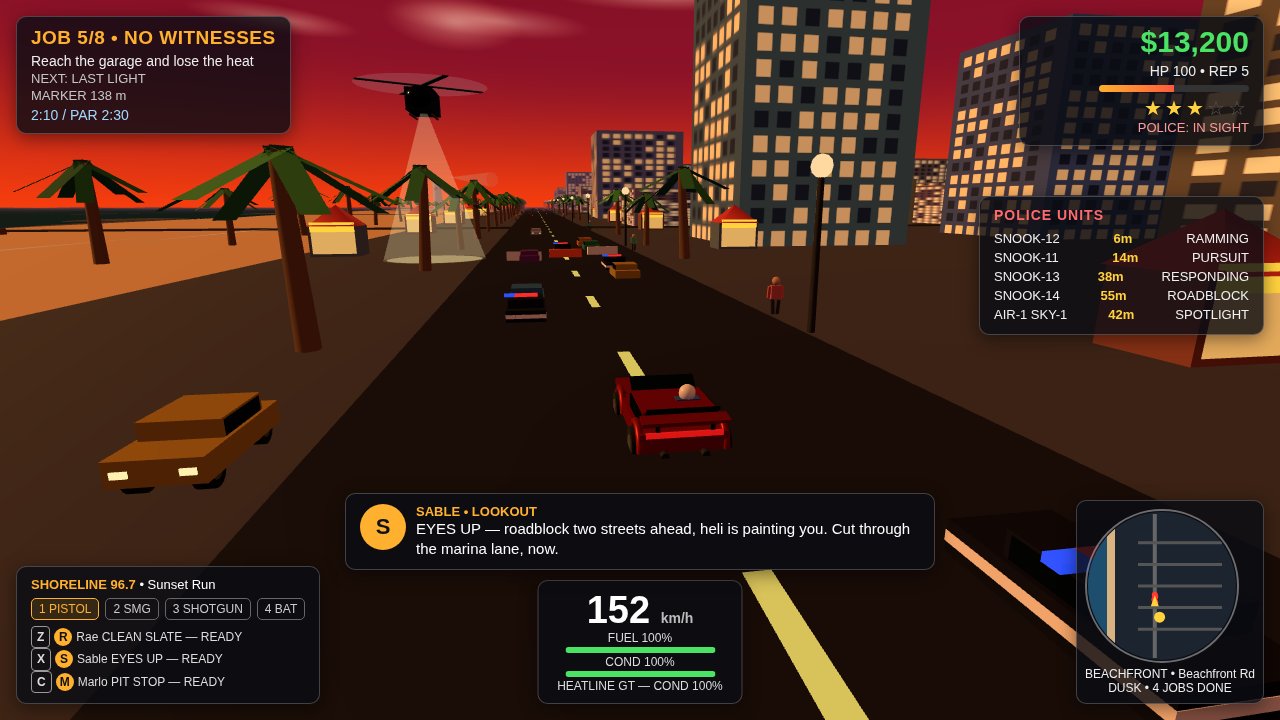 JOB 5/8 • NO WITNESSES
Reach the garage and lose the heat
NEXT: LAST LIGHT
MARKER 138 m
2:10 / PAR 2:30
$13,200
HP 100 • REP 5
★★★☆☆
POLICE: IN SIGHT
POLICE UNITS
SNOOK-12 6m RAMMING
SNOOK-11 14m PURSUIT
SNOOK-13 38m RESPONDING
SNOOK-14 55m ROADBLOCK
AIR-1 SKY-1 42m SPOTLIGHT
S
SABLE • LOOKOUT
EYES UP — roadblock two streets ahead, heli is painting you. Cut through
the marina lane, now.
SHORELINE 96.7 • Sunset Run
1 PISTOL 2 SMG 3 SHOTGUN 4 BAT
Z R Rae CLEAN SLATE — READY
X S Sable EYES UP — READY
C M Marlo PIT STOP — READY
152 km/h
FUEL 100%
COND 100%
HEATLINE GT — COND 100%
BEACHFRONT • Beachfront Rd
DUSK • 4 JOBS DONE